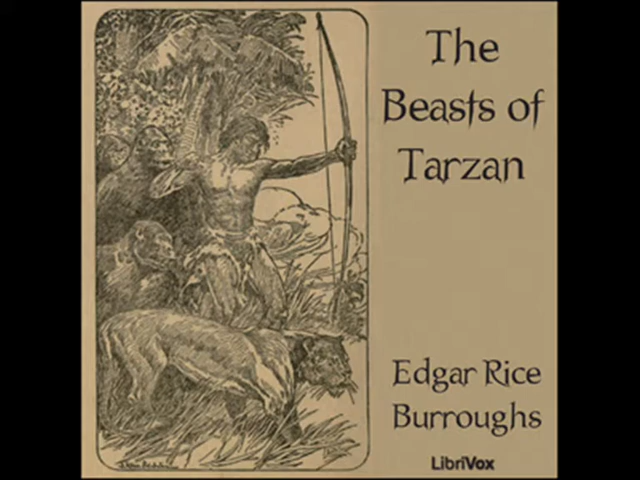 The
Beasts of
Tarzan
Edgar Rice
Burroughs
LibriVox